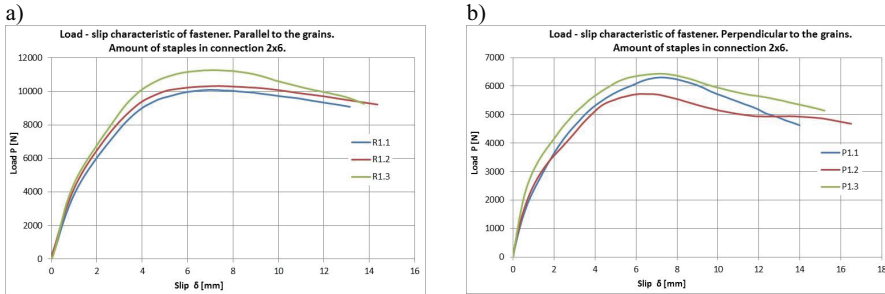 a)
Load - slip characteristic of fastener. Parallel to the grains.
Amount of staples in connection 2x6.
12000
10000
8000
6000
4000
2000
0
Load P [N]
R1.1
R1.2
R1.3
0 2 4 6 8 10 12 14 16
Slip δ [mm]
b)
Load - slip characteristic of fastener. Perpendicular to the grains.
Amount of staples in connection 2x6.
7000
6000
5000
4000
3000
2000
1000
0
Load P [N]
P1.1
P1.2
P1.3
0 2 4 6 8 10 12 14 16 18
Slip δ [mm]